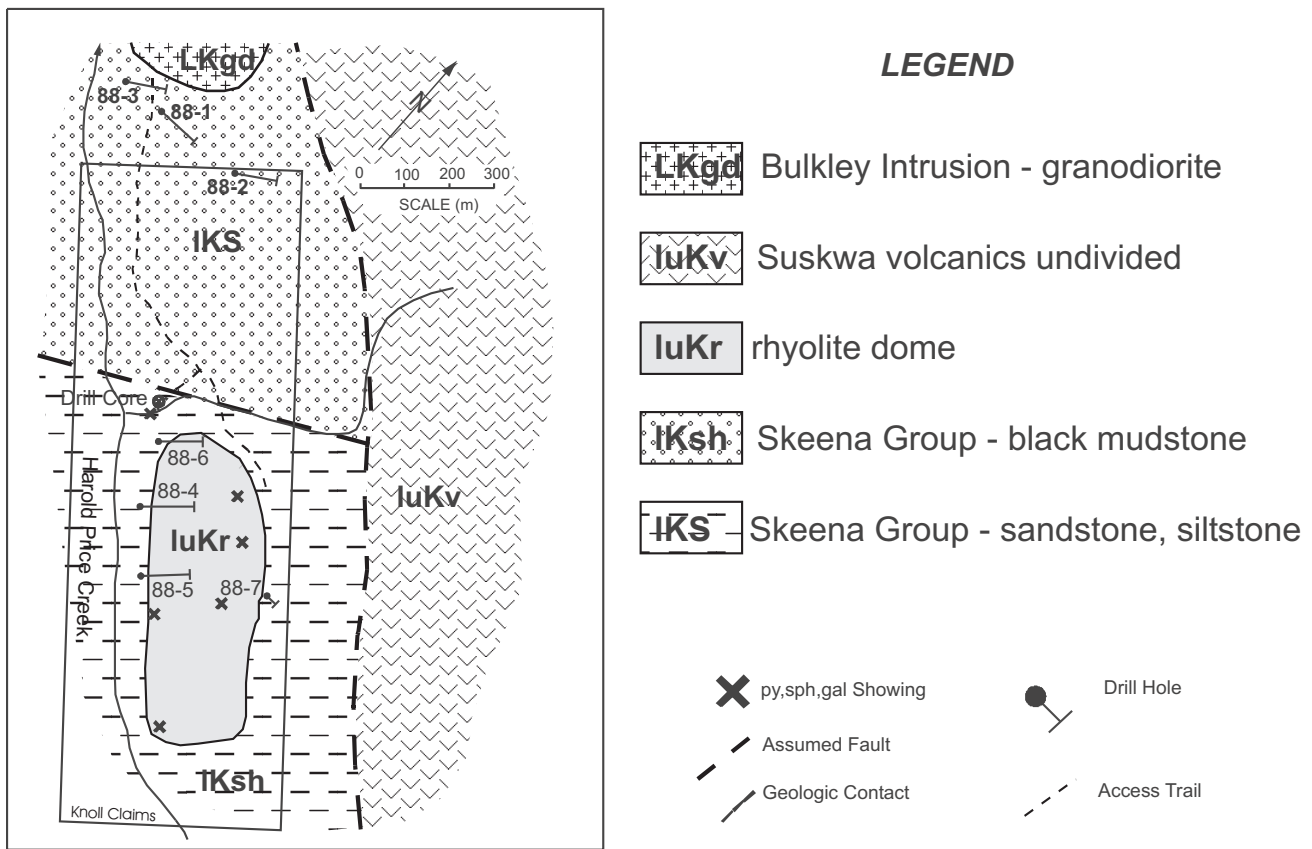 LKgd
88-3
88-1
N
88-2
0 100 200 300
SCALE (m)
lKS
Drill Core
88-6
88-4
luKv
luKr
88-5
88-7
Harold Price Creek
lKsh
Knoll Claims
LEGEND
LKgd Bulkley Intrusion - granodiorite
luKv Suskwa volcanics undivided
luKr rhyolite dome
lKsh Skeena Group - black mudstone
lKS Skeena Group - sandstone, siltstone
py,sph,gal Showing
Drill Hole
Assumed Fault
Geologic Contact
Access Trail